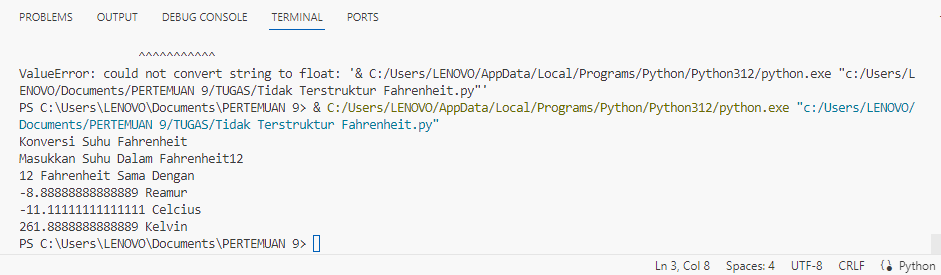 PROBLEMS OUTPUT DEBUG CONSOLE TERMINAL PORTS
^^^^^^^^^^^
ValueError: could not convert string to float: '& C:/Users/LENOVO/AppData/Local/Programs/Python/Python312/python.exe "c:/Users/L
ENOVO/Documents/PERTEMUAN 9/TUGAS/Tidak Terstruktur Fahrenheit.py"'
PS C:\Users\LENOVO\Documents\PERTEMUAN 9> & C:/Users/LENOVO/AppData/Local/Programs/Python/Python312/python.exe "c:/Users/LENOVO/
Documents/PERTEMUAN 9/TUGAS/Tidak Terstruktur Fahrenheit.py"
Konversi Suhu Fahrenheit
Masukkan Suhu Dalam Fahrenheit12
12 Fahrenheit Sama Dengan
-8.88888888888889 Reamur
-11.11111111111111 Celcius
261.8888888888889 Kelvin
PS C:\Users\LENOVO\Documents\PERTEMUAN 9>
Ln 3, Col 8 Spaces: 4 UTF-8 CRLF Python